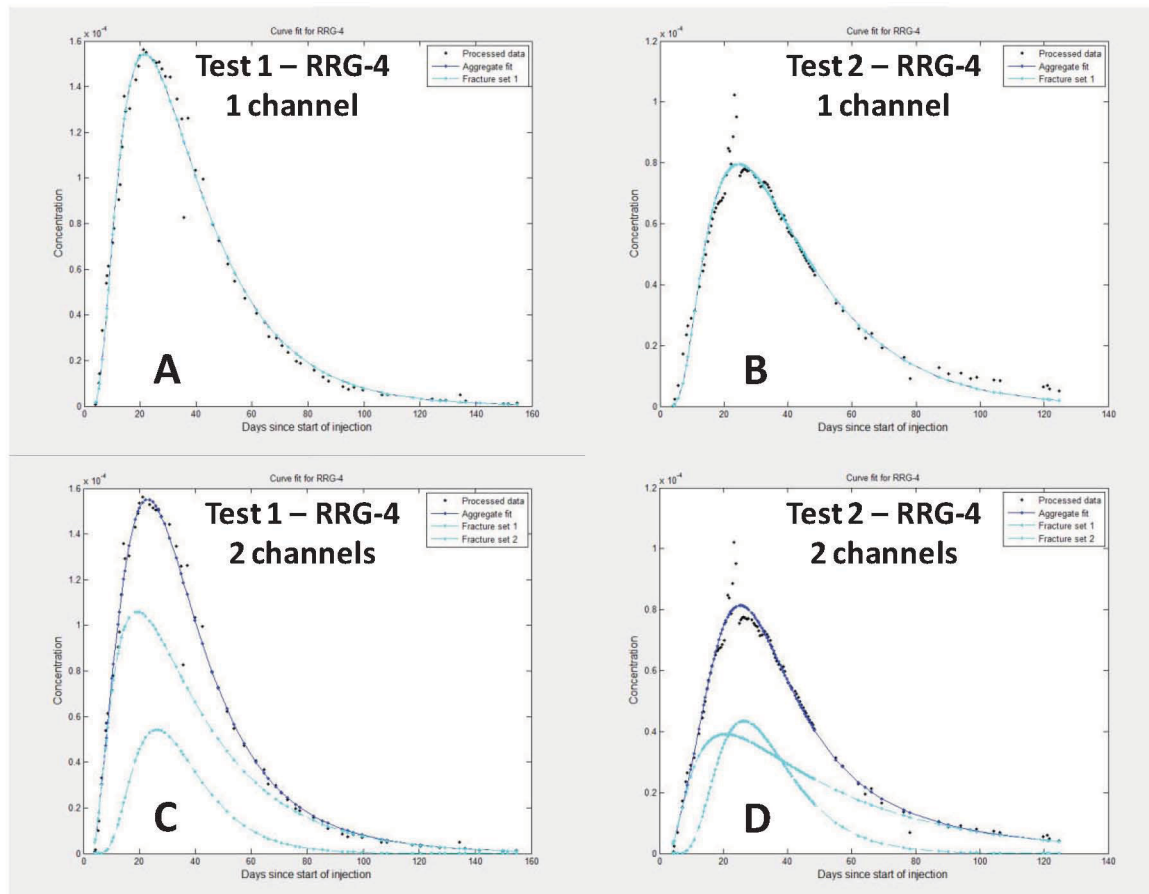 Curve fit for RRG-4
x 10^-4
Test 1 – RRG-4
1 channel
Processed data
Aggregate fit
Fracture set 1
1.6
1.4
1.2
1
0.8
0.6
0.4
0.2
0
Concentration
A
0 20 40 60 80 100 120 140 160
Days since start of injection
Curve fit for RRG-4
x 10^-4
Test 2 – RRG-4
1 channel
Processed data
Aggregate fit
Fracture set 1
1.2
1
0.8
0.6
0.4
0.2
0
Concentration
B
0 20 40 60 80 100 120 140
Days since start of injection
Curve fit for RRG-4
x 10^-4
Test 1 – RRG-4
2 channels
Processed data
Aggregate fit
Fracture set 1
Fracture set 2
1.6
1.4
1.2
1
0.8
0.6
0.4
0.2
0
Concentration
C
0 20 40 60 80 100 120 140 160
Days since start of injection
Curve fit for RRG-4
x 10^-4
Test 2 – RRG-4
2 channels
Processed data
Aggregate fit
Fracture set 1
Fracture set 2
1.2
1
0.8
0.6
0.4
0.2
0
Concentration
D
0 20 40 60 80 100 120 140
Days since start of injection